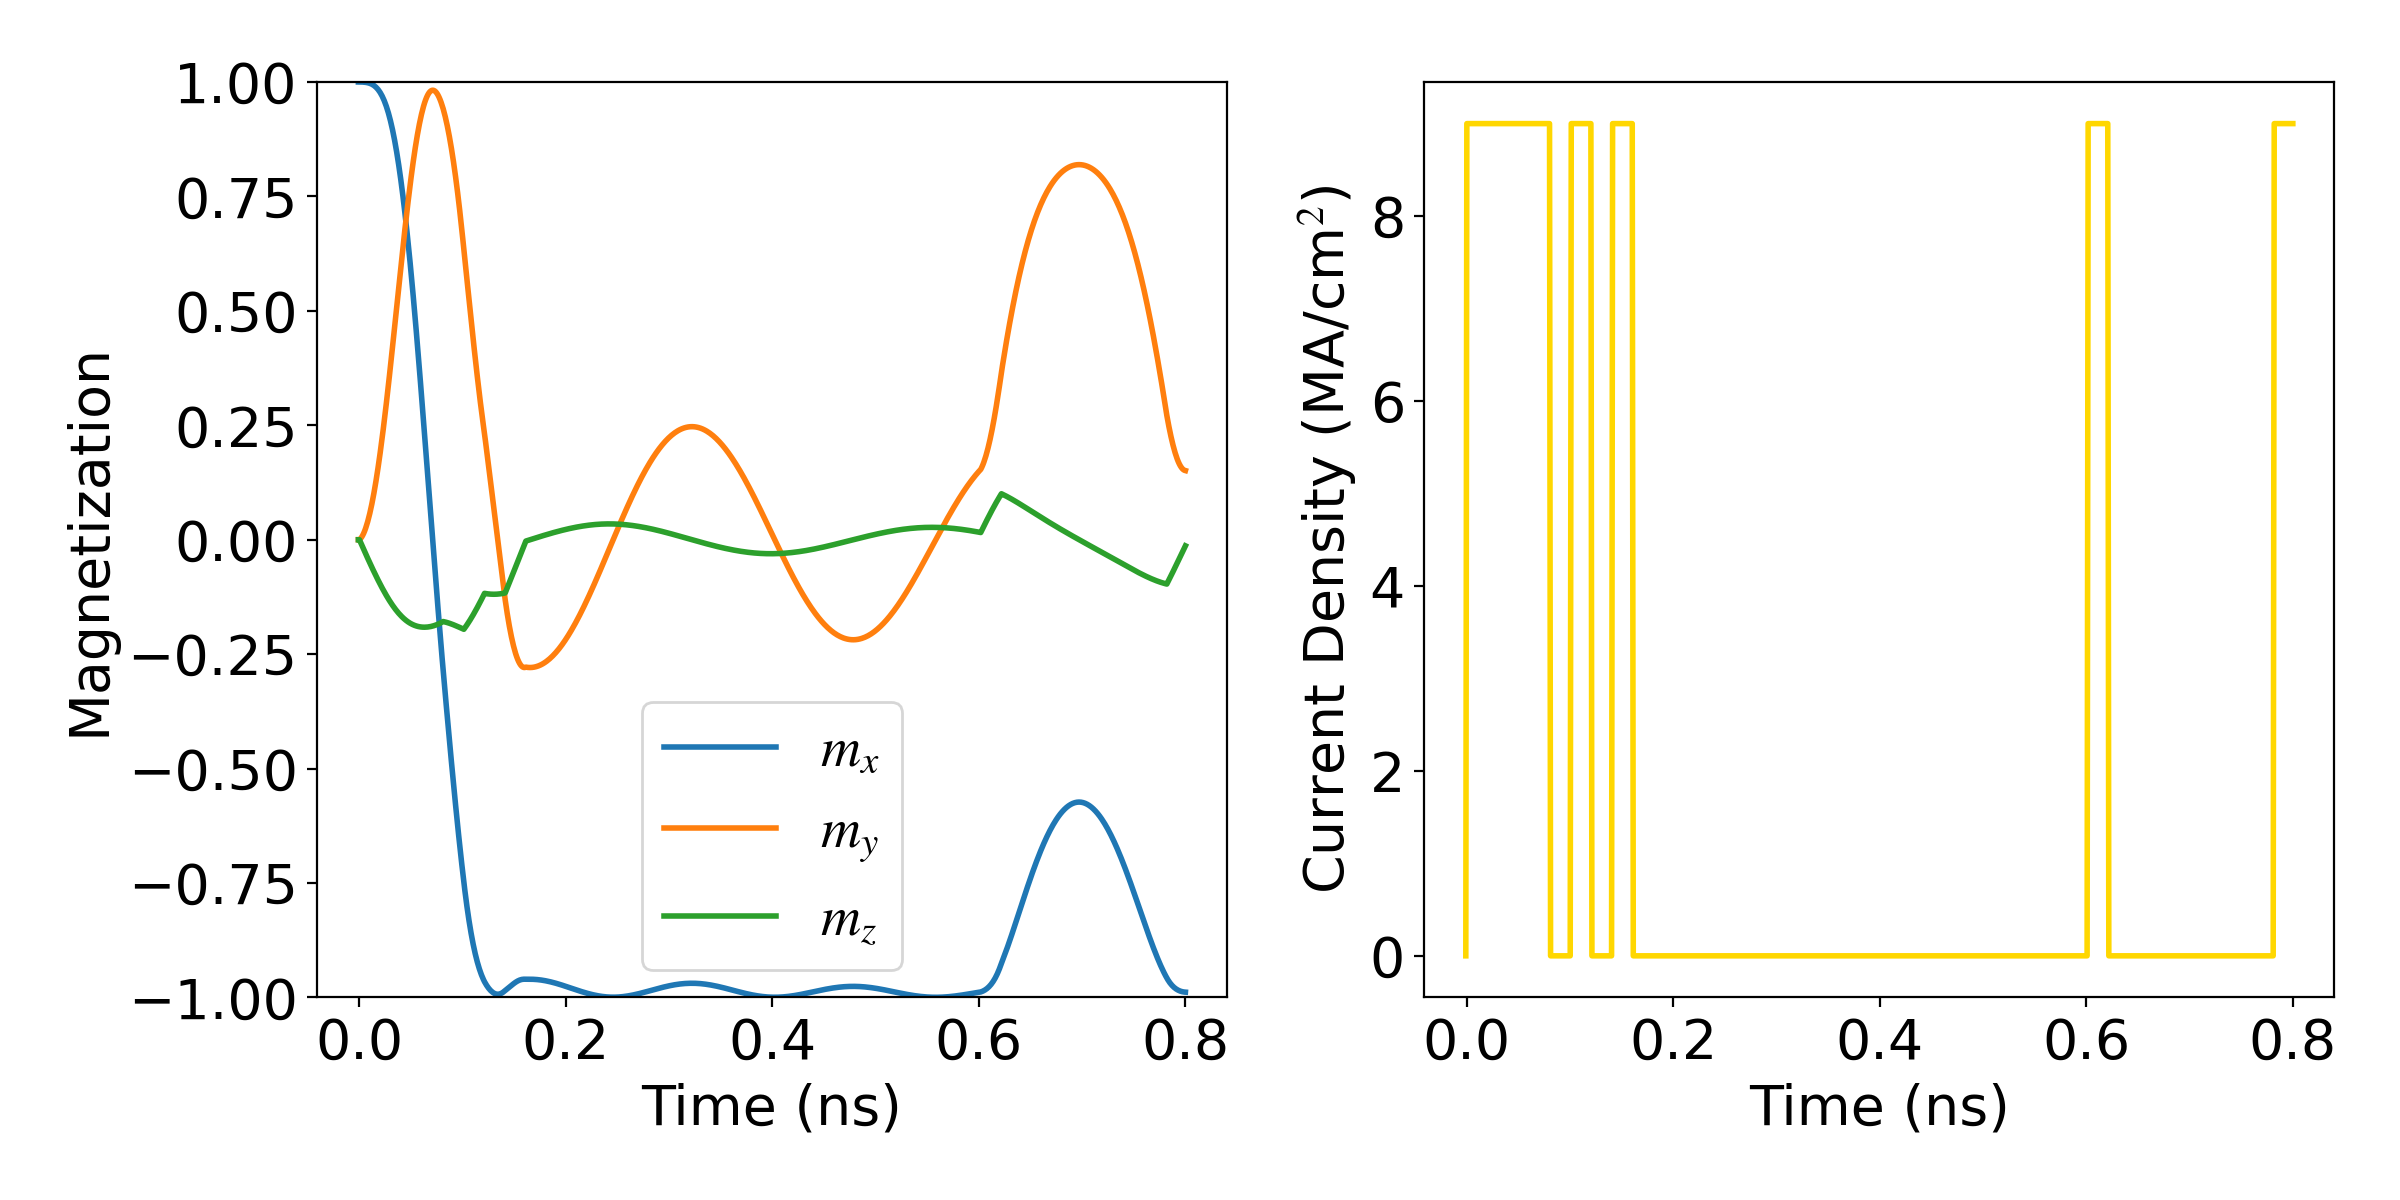 Magnetization
1.00
0.75
0.50
0.25
0.00
−0.25
−0.50
−0.75
−1.00
0.0 0.2 0.4 0.6 0.8
Time (ns)
m_x
m_y
m_z
Current Density (MA/cm²)
8
6
4
2
0
0.0 0.2 0.4 0.6 0.8
Time (ns)